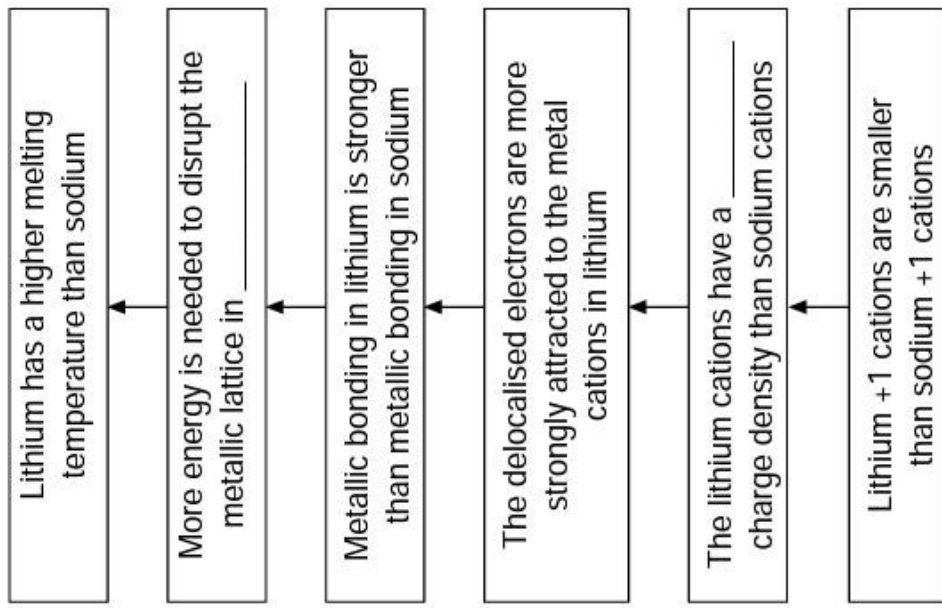 Lithium has a higher melting
temperature than sodium
More energy is needed to disrupt the
metallic lattice in ____________
Metallic bonding in lithium is stronger
than metallic bonding in sodium
The delocalised electrons are more
strongly attracted to the metal
cations in lithium
The lithium cations have a ____________
charge density than sodium cations
Lithium +1 cations are smaller
than sodium +1 cations